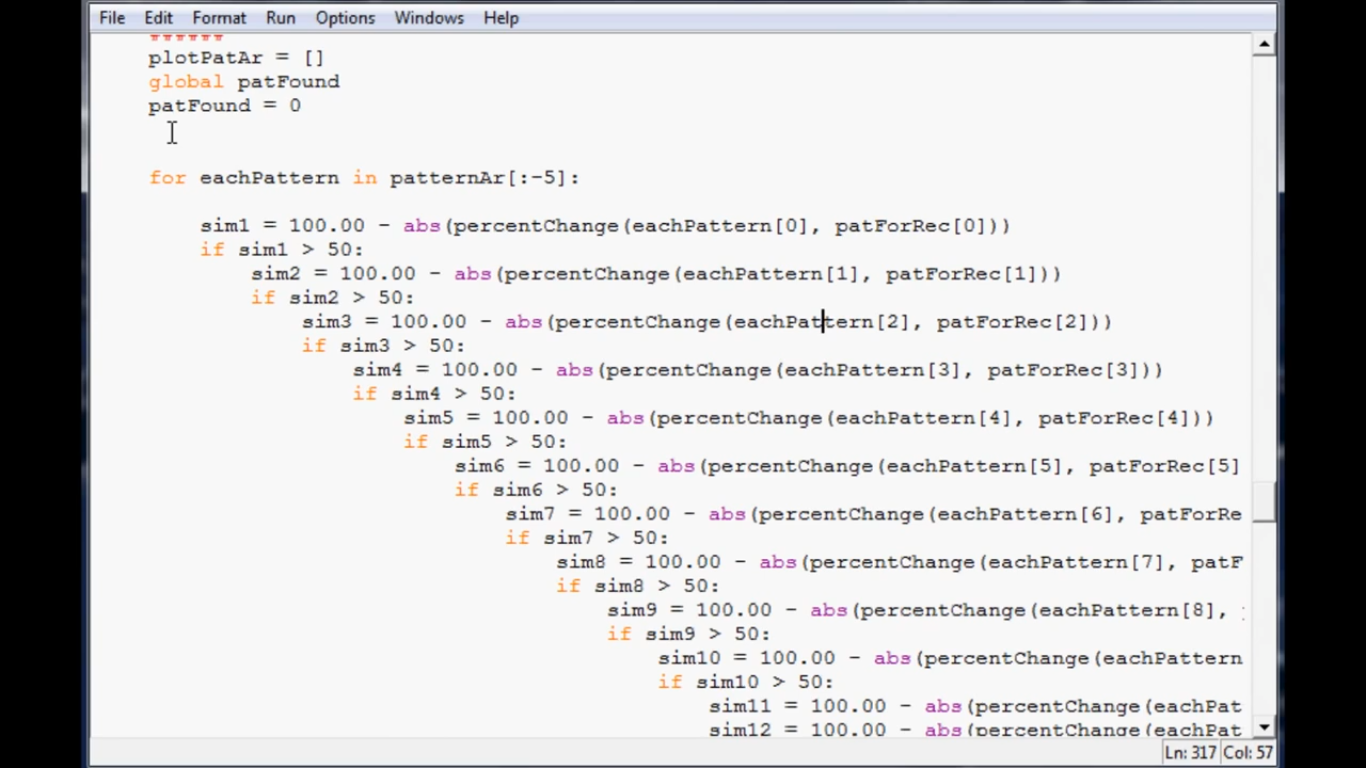 File Edit Format Run Options Windows Help
######
plotPatAr = []
global patFound
patFound = 0
for eachPattern in patternAr[:-5]:
sim1 = 100.00 - abs(percentChange(eachPattern[0], patForRec[0]))
if sim1 > 50:
sim2 = 100.00 - abs(percentChange(eachPattern[1], patForRec[1]))
if sim2 > 50:
sim3 = 100.00 - abs(percentChange(eachPattern[2], patForRec[2]))
if sim3 > 50:
sim4 = 100.00 - abs(percentChange(eachPattern[3], patForRec[3]))
if sim4 > 50:
sim5 = 100.00 - abs(percentChange(eachPattern[4], patForRec[4]))
if sim5 > 50:
sim6 = 100.00 - abs(percentChange(eachPattern[5], patForRec[5]
if sim6 > 50:
sim7 = 100.00 - abs(percentChange(eachPattern[6], patForRe
if sim7 > 50:
sim8 = 100.00 - abs(percentChange(eachPattern[7], patF
if sim8 > 50:
sim9 = 100.00 - abs(percentChange(eachPattern[8],
if sim9 > 50:
sim10 = 100.00 - abs(percentChange(eachPattern
if sim10 > 50:
sim11 = 100.00 - abs(percentChange(eachPat
sim12 = 100.00 - abs(percentChange(eachPat
Ln: 317 Col: 57